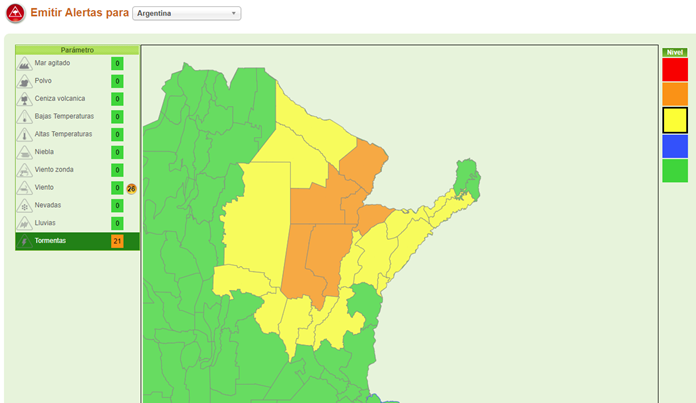 Emitir Alertas para Argentina
Parámetro
Nivel
Mar agitado 0
Polvo 0
Ceniza volcanica 0
Bajas Temperaturas 0
Altas Temperaturas 0
Niebla 0
Viento zonda 0
Viento 0
Nevadas 0
Lluvias 0
Tormentas 21